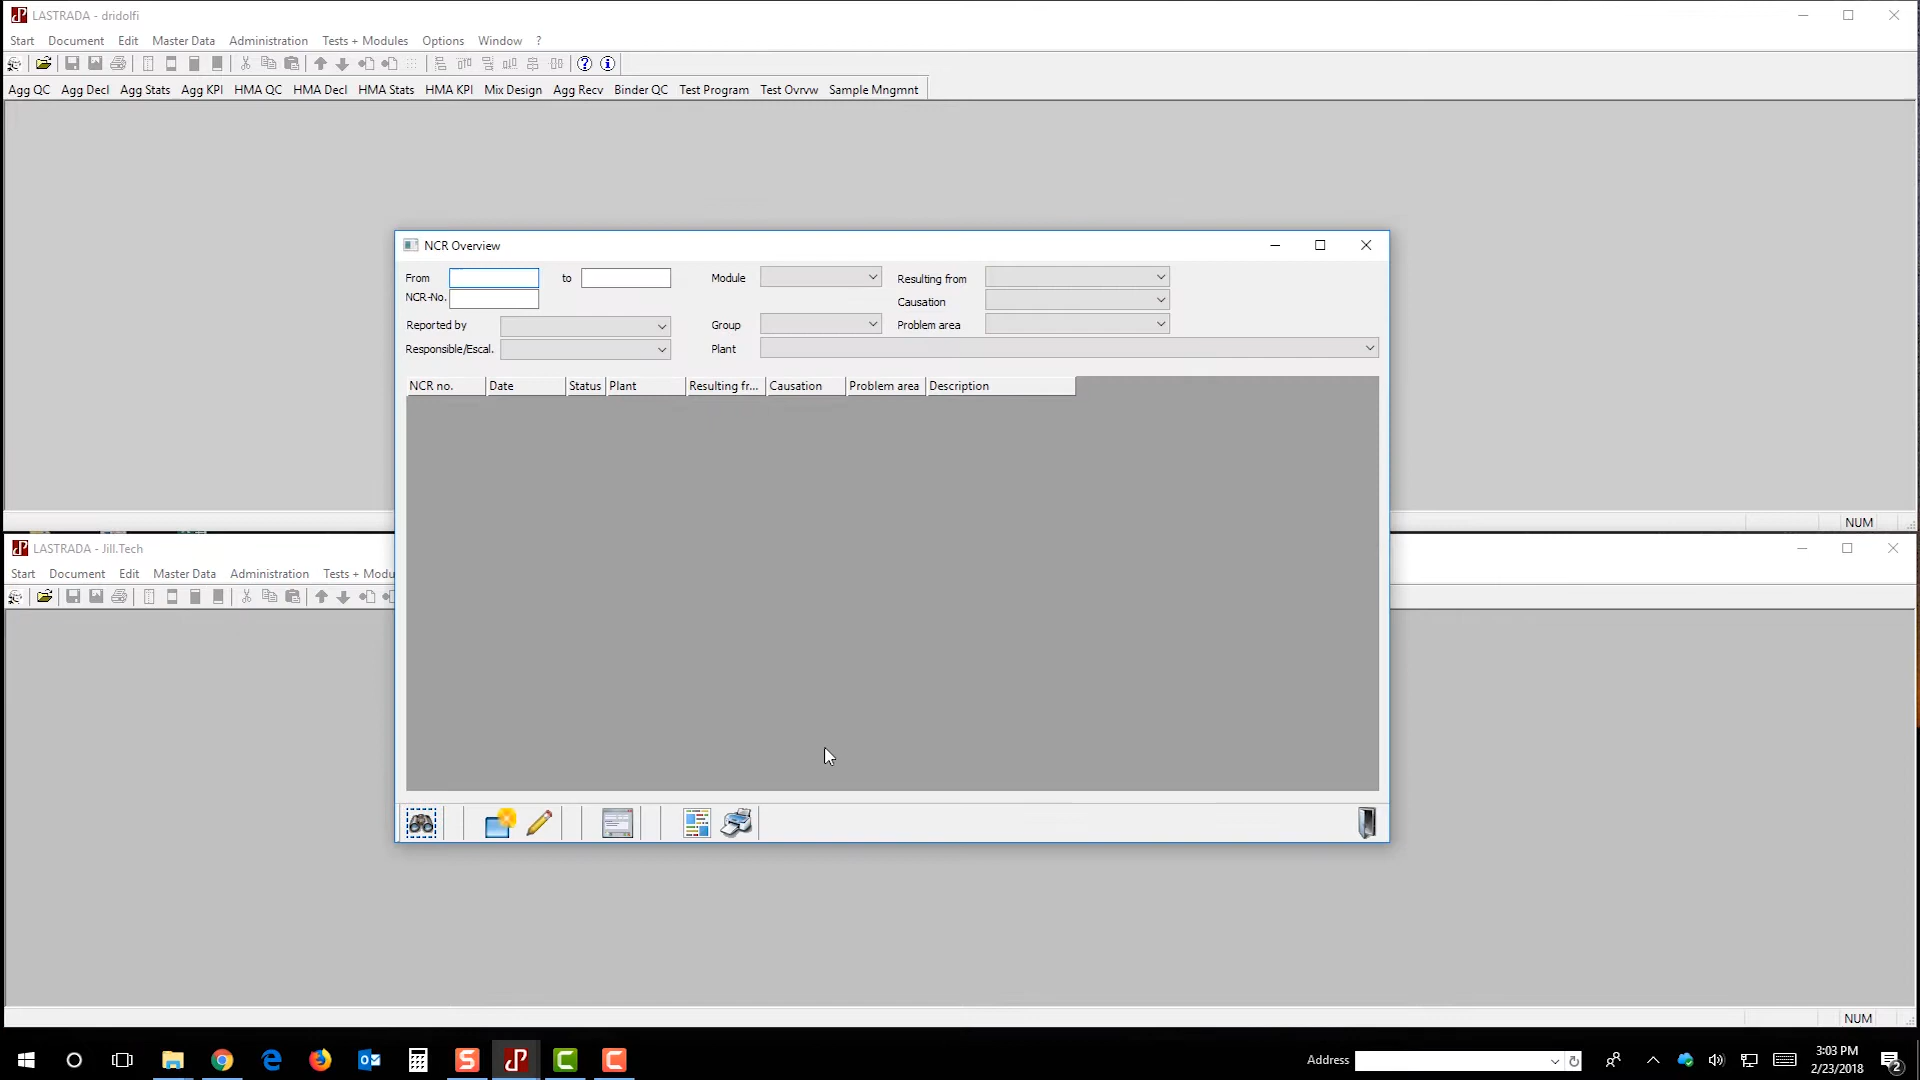 LASTRADA - dridolfi
Start Document Edit Master Data Administration Tests + Modules Options Window ?
Agg QC Agg Decl Agg Stats Agg KPI HMA QC HMA Decl HMA Stats HMA KPI Mix Design Agg Recv Binder QC Test Program Test Ovrvw Sample Mngmnt
NCR Overview
From to Module Resulting from
NCR-No. Causation
Reported by Group Problem area
Responsible/Escal. Plant
NCR no. Date Status Plant Resulting fr... Causation Problem area Description
NUM
LASTRADA - Jill.Tech
Start Document Edit Master Data Administration Tests + Modu
NUM
Address
3:03 PM
2/23/2018
2